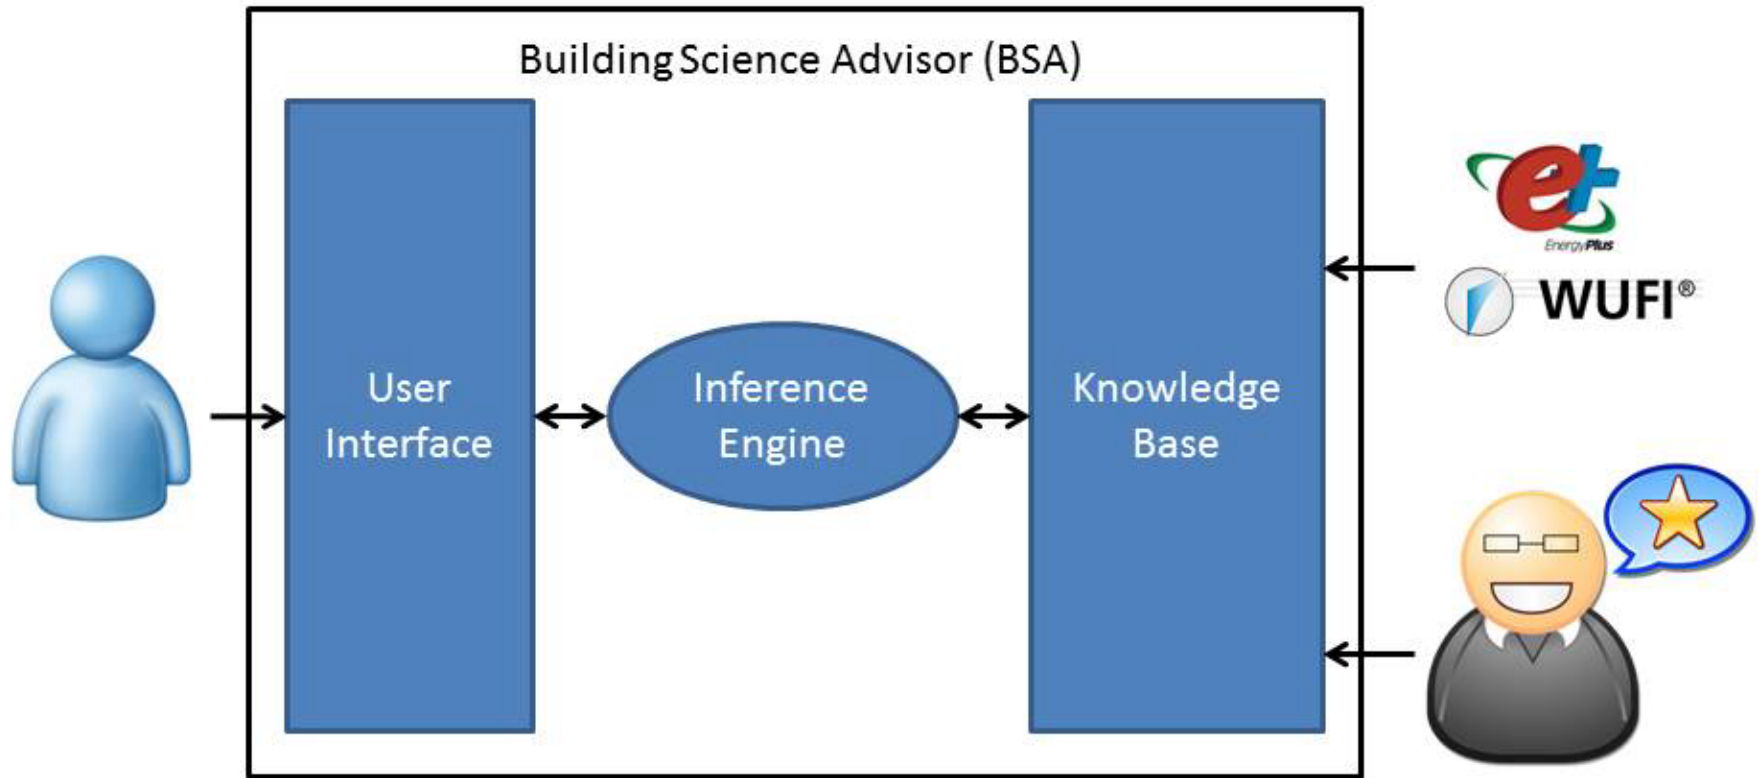 Building Science Advisor (BSA)
User
Interface
Inference
Engine
Knowledge
Base
e+
EnergyPlus
WUFI®